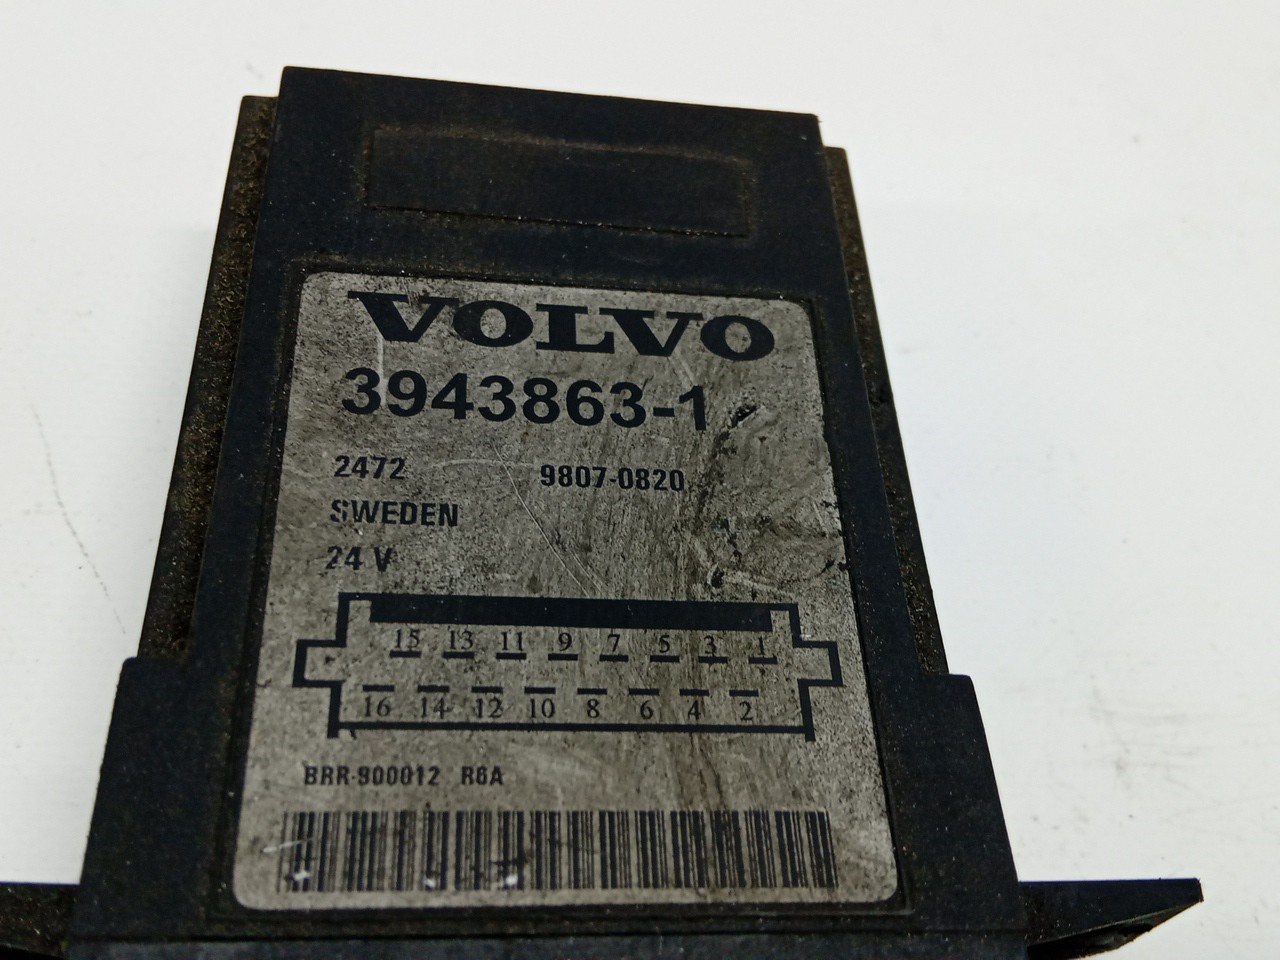 VOLVO
3943863-1
2472 9807-0820
SWEDEN
24 V
15 13 11 9 7 5 3 1
16 14 12 10 8 6 4 2
BRR-900012 R6A